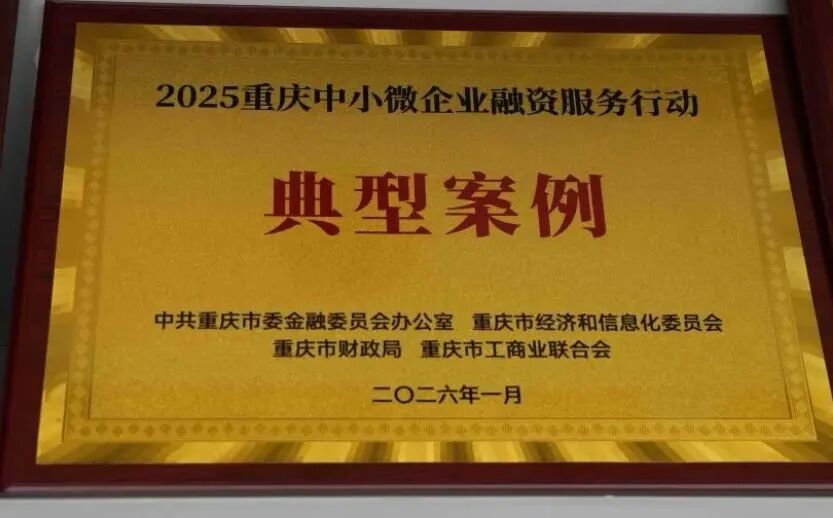 2025重庆中小微企业融资服务行动
典型案例
中共重庆市委金融委员会办公室 重庆市经济和信息化委员会
重庆市财政局 重庆市工商业联合会
二〇二六年一月